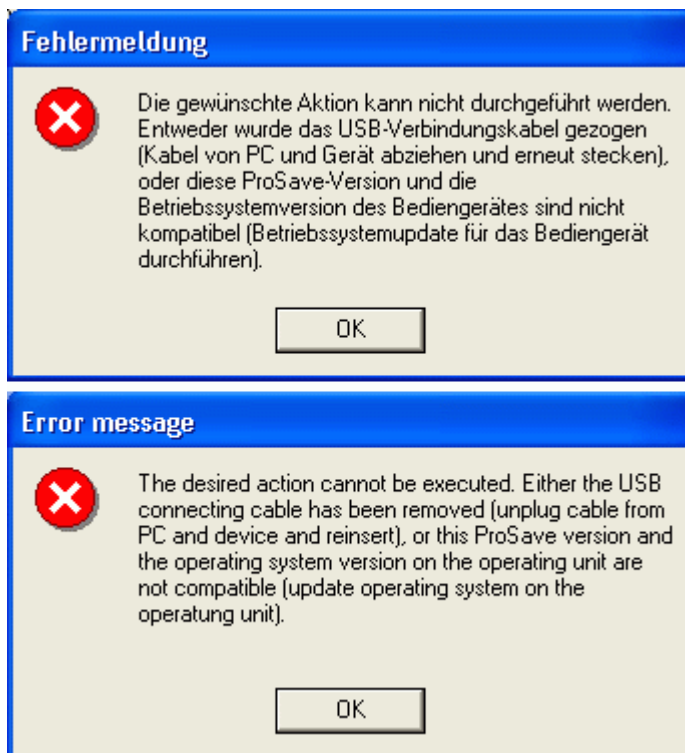 Fehlermeldung
Die gewünschte Aktion kann nicht durchgeführt werden.
Entweder wurde das USB-Verbindungskabel gezogen
(Kabel von PC und Gerät abziehen und erneut stecken),
oder diese ProSave-Version und die
Betriebssystemversion des Bediengerätes sind nicht
kompatibel (Betriebssystemupdate für das Bediengerät
durchführen).
OK
Error message
The desired action cannot be executed. Either the USB
connecting cable has been removed (unplug cable from
PC and device and reinsert), or this ProSave version and
the operating system version on the operating unit are
not compatible (update operating system on the
operatung unit).
OK